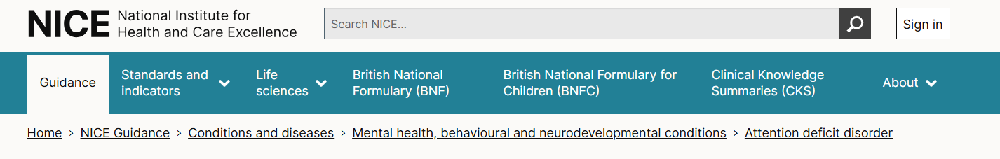 NICE National Institute for
Health and Care Excellence
Search NICE...
Sign in
Guidance
Standards and
indicators
Life
sciences
British National
Formulary (BNF)
British National Formulary for
Children (BNFC)
Clinical Knowledge
Summaries (CKS)
About
Home > NICE Guidance > Conditions and diseases > Mental health, behavioural and neurodevelopmental conditions > Attention deficit disorder